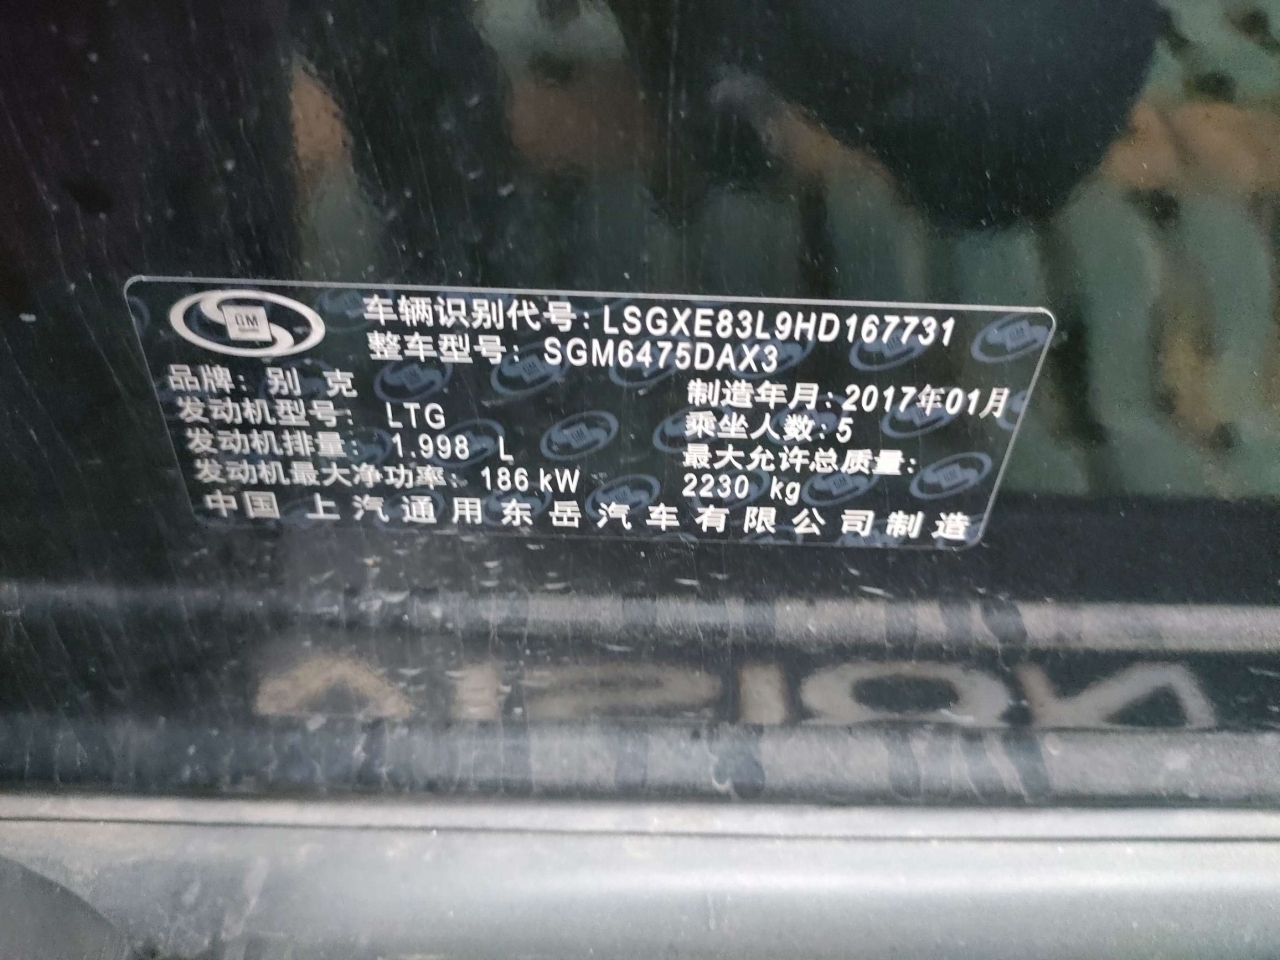 GM
车辆识别代号: LSGXE83L9HD167731
整车型号: SGM6475DAX3
品牌: 别克
制造年月: 2017年01月
发动机型号: LTG
乘坐人数: 5
发动机排量: 1.998 L
最大允许总质量:
2230 kg
发动机最大净功率: 186 kW
中国 上汽通用东岳汽车有限公司制造